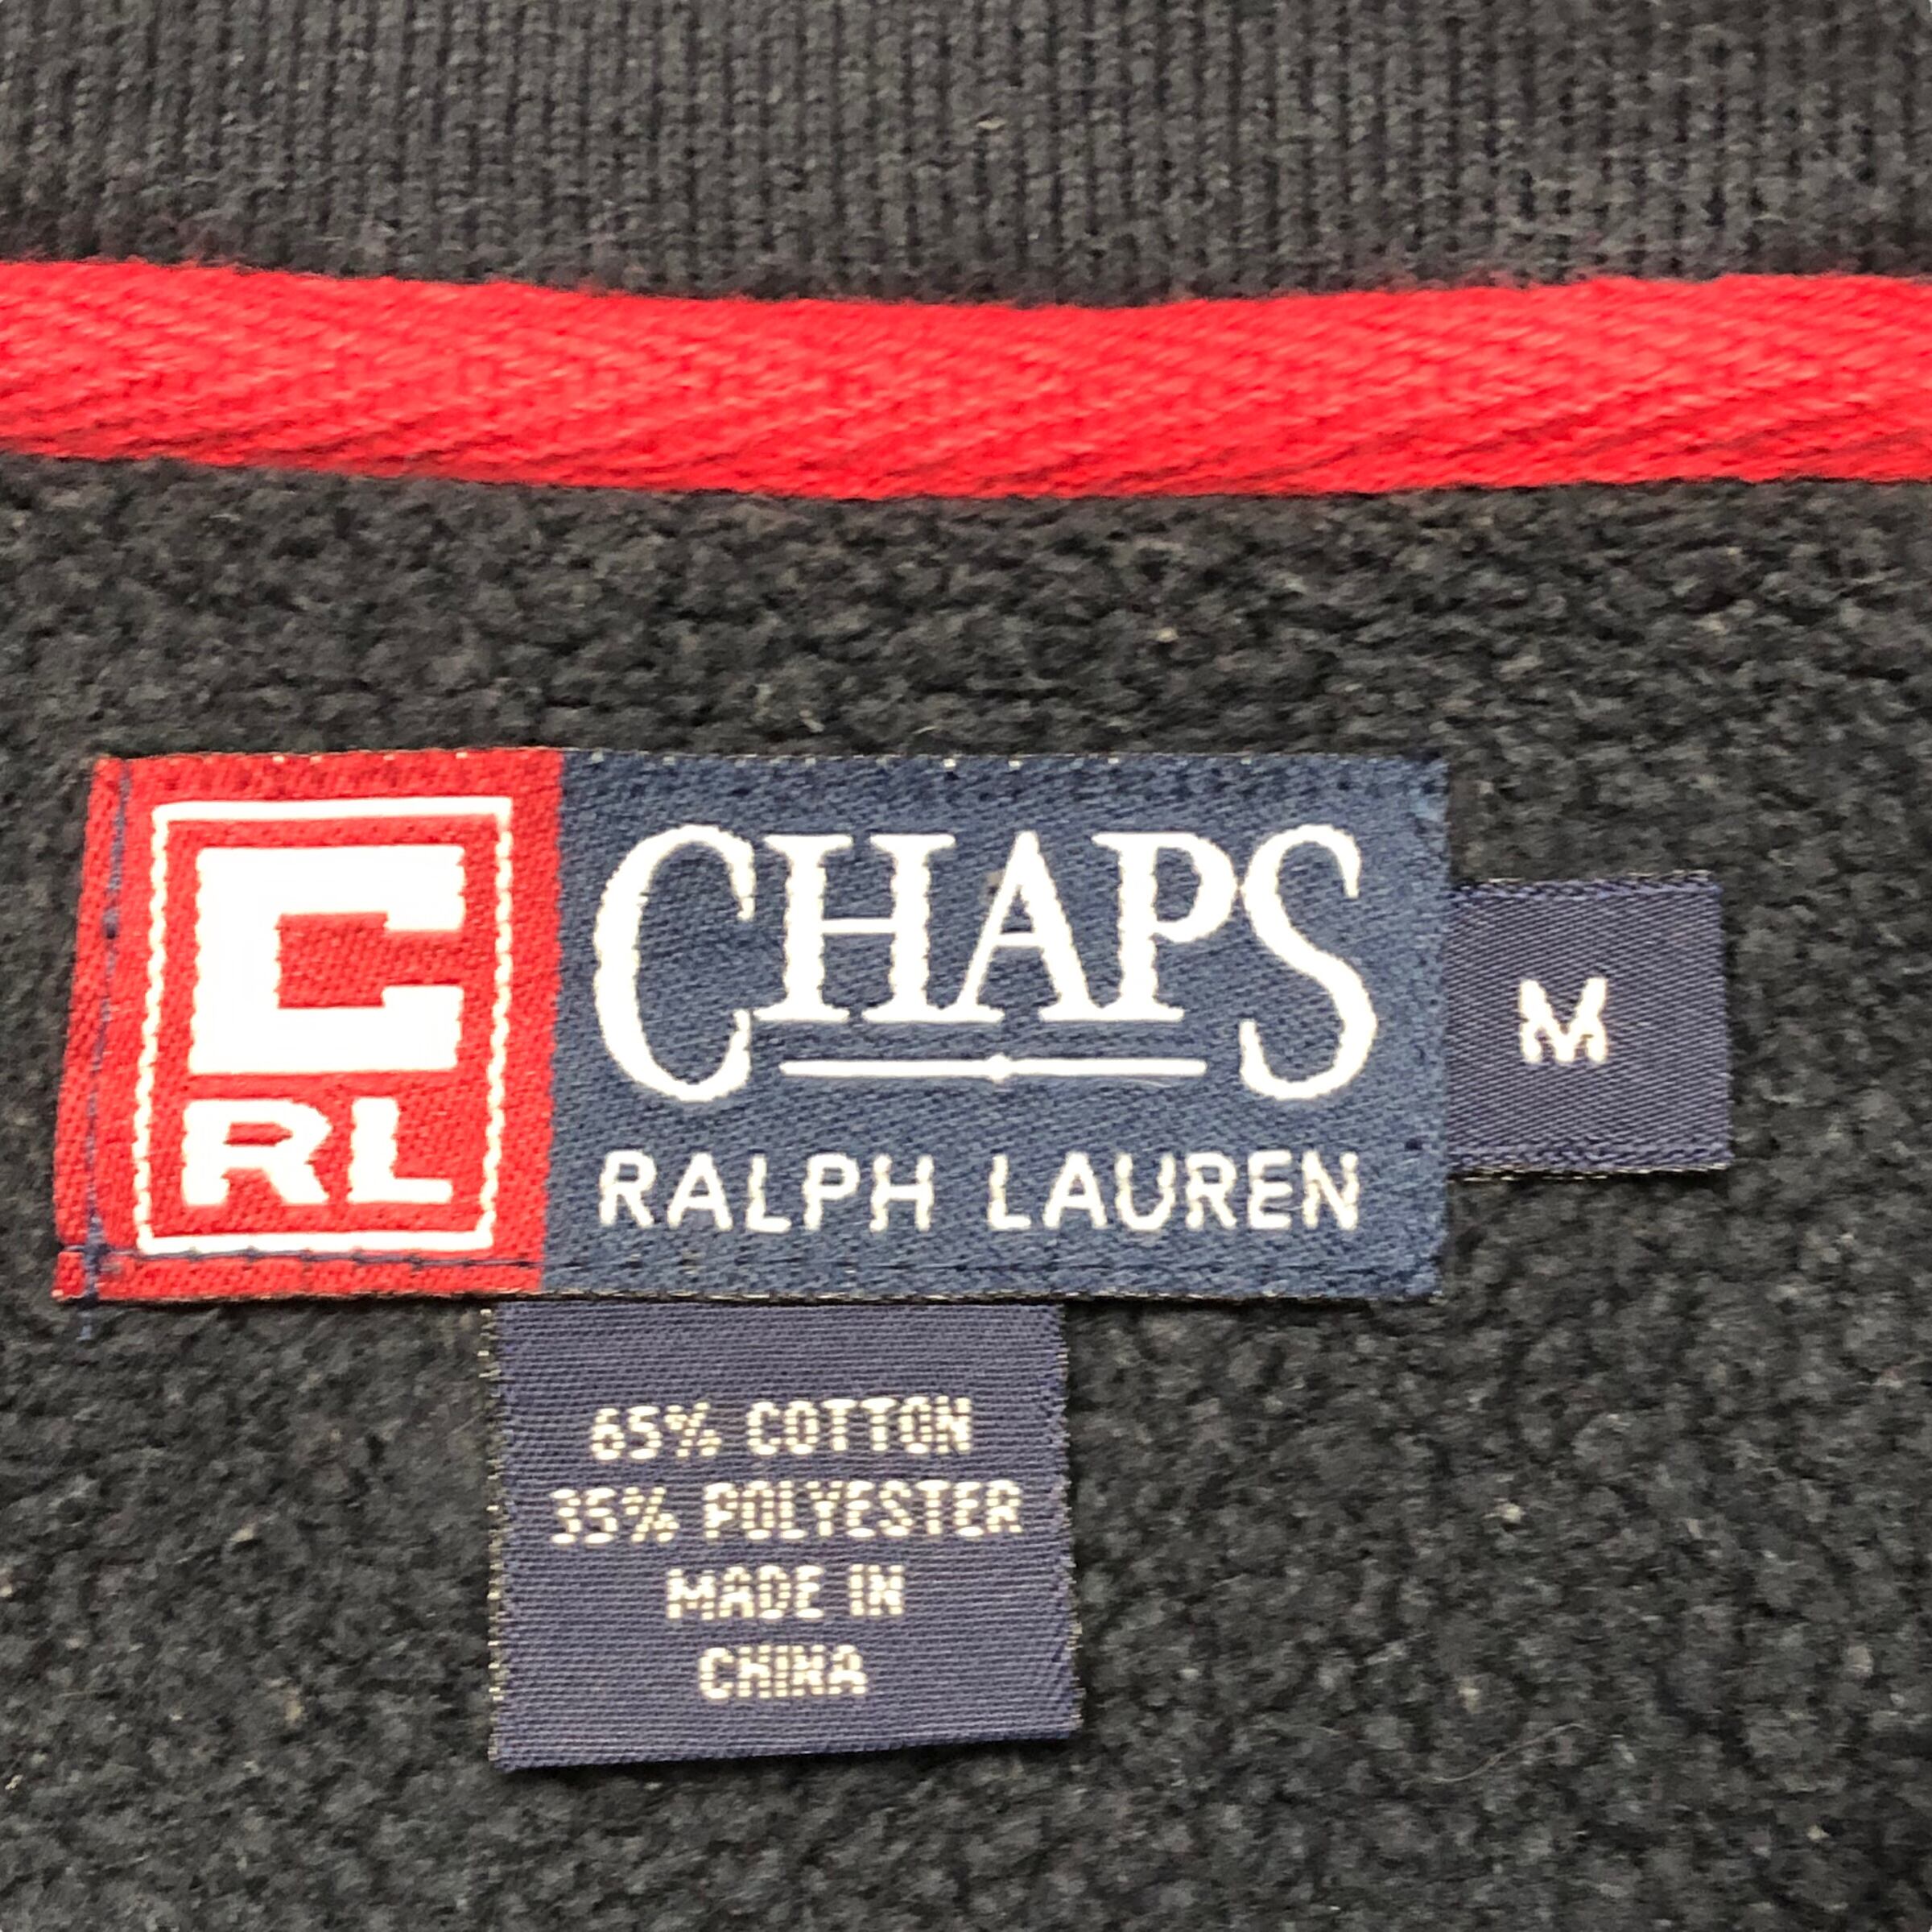 C
RL
CHAPS
RALPH LAUREN
M
65% COTTON
35% POLYESTER
MADE IN
CHINA